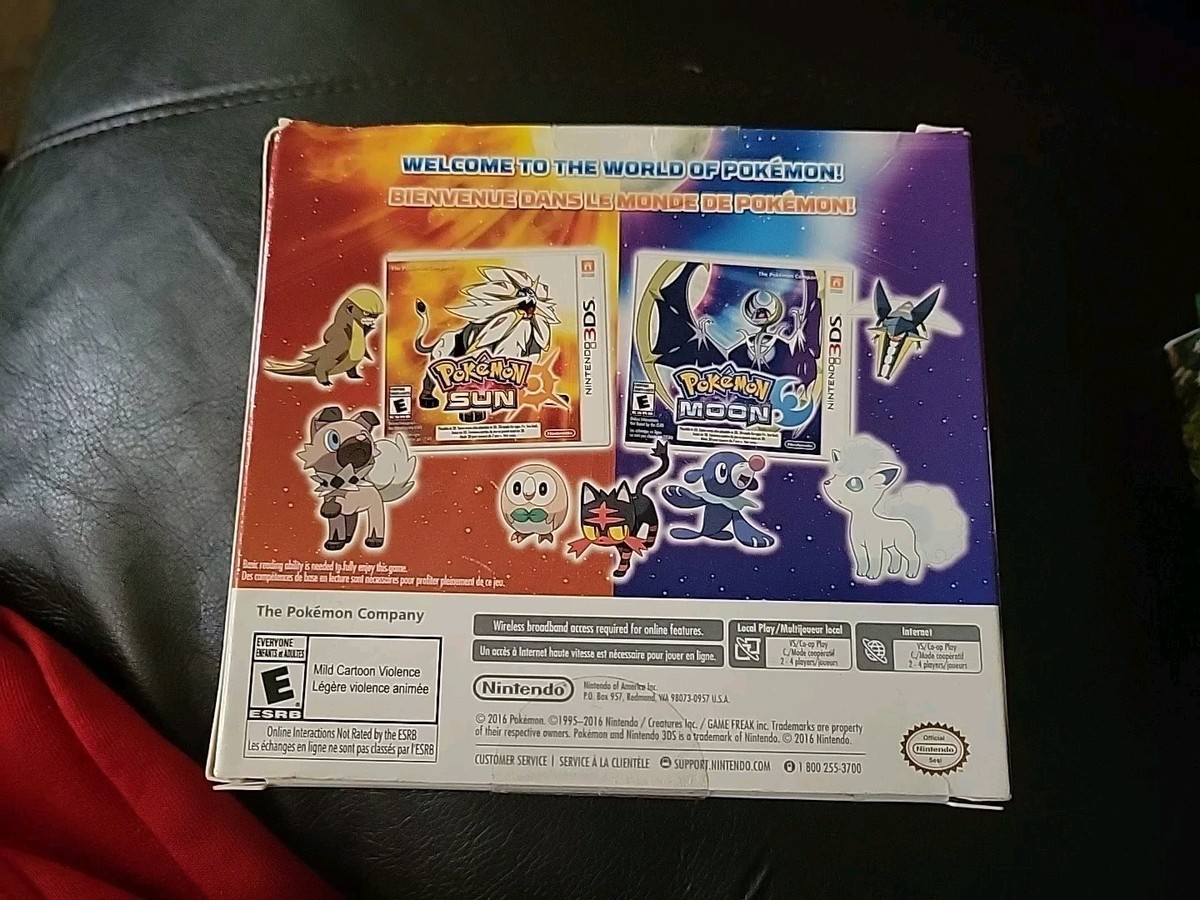 WELCOME TO THE WORLD OF POKÉMON!
BIENVENUE DANS LE MONDE DE POKÉMON!
The Pokémon Company
NINTENDO 3DS
Pokémon
SUN
E
Nintendo
The Pokémon Company
NINTENDO 3DS
Pokémon
MOON
E
Nintendo
Basic reading ability is needed to fully enjoy this game.
Des compétences de base en lecture sont nécessaires pour profiter pleinement de ce jeu.
The Pokémon Company
EVERYONE
ENFANTS et ADULTES
E
ESRB
Mild Cartoon Violence
Légère violence animée
Online Interactions Not Rated by the ESRB
Les échanges en ligne ne sont pas classés par l'ESRB
Wireless broadband access required for online features.
Un accès à Internet haute vitesse est nécessaire pour jouer en ligne.
Local Play/Multijoueur local
VS/Co-op Play
C./Mode coopératif
2 - 4 players/joueurs
Internet
VS/Co-op Play
C./Mode coopératif
2 - 4 players/joueurs
Nintendo
Nintendo of America Inc.
P.O. Box 957, Redmond, WA 98073-0957 U.S.A.
© 2016 Pokémon. ©1995–2016 Nintendo / Creatures Inc. / GAME FREAK inc. Trademarks are property
of their respective owners. Pokémon and Nintendo 3DS is a trademark of Nintendo. © 2016 Nintendo.
CUSTOMER SERVICE | SERVICE À LA CLIENTÈLE SUPPORT.NINTENDO.COM 1 800 255-3700
Official
Nintendo
Seal